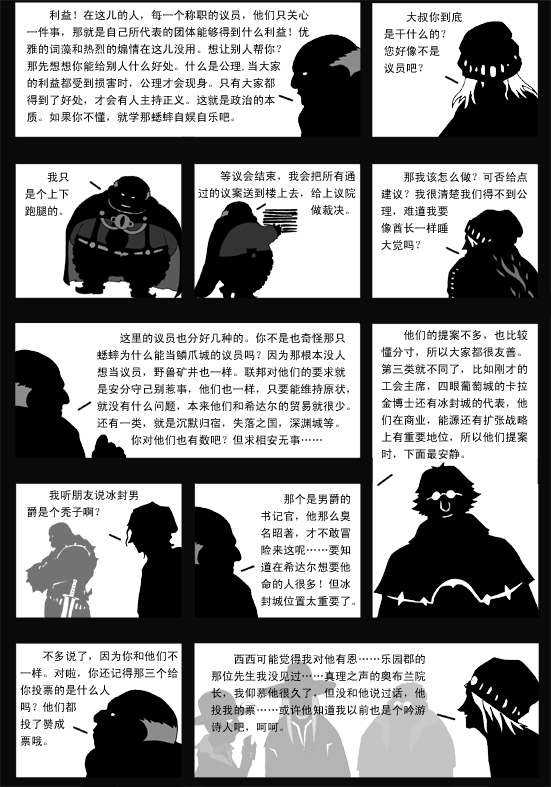 利益！在这儿的人，每一个称职的议员，他们只关心
一件事，那就是自己所代表的团体能够得到什么利益！优
雅的词藻和热烈的煽情在这儿没用。想让别人帮你？
那先想想你能给别人什么好处。什么是公理,当大家
的利益都受到损害时，公理才会现身。只有大家都
得到了好处，才会有人主持正义。这就是政治的本
质。如果你不懂，就学那蟋蟀自娱自乐吧。
大叔你到底
是干什么的？
您好像不是
议员吧？
我只
是个上下
跑腿的。
等议会结束，我会把所有通
过的议案送到楼上去，给上议院
做裁决。
那我该怎么做？可否给点
建议？我很清楚我们得不到公
理，难道我要
像酋长一样睡
大觉吗？
这里的议员也分好几种的。你不是也奇怪那只
蟋蟀为什么能当鳞爪城的议员吗？因为那根本没人
想当议员，野兽矿井也一样。联邦对他们的要求就
是安分守己别惹事，他们也一样，只要能维持原状，
就没有什么问题，本来他们和希达尔的贸易就很少。
还有一类，就是沉默归宿，失落之国，深渊城等。
你对他们也有数吧？但求相安无事……
他们的提案不多，也比较
懂分寸，所以大家都很友善。
第三类就不同了，比如刚才的
工会主席，四眼葡萄城的卡拉
金博士还有冰封城的代表，他
们在商业，能源还有扩张战略
上有重要地位，所以他们提案
时，下面最安静。
我听朋友说冰封男
爵是个秃子啊？
那个是男爵的
书记官，他那么臭
名昭著，才不敢冒
险来这呢……要知
道在希达尔想要他
命的人很多！但冰
封城位置太重要了。
不多说了，因为你和他们不
一样。对啦，你还记得那三个给
你投票的是什么人
吗？他们都
投了赞成
票哦。
西西可能觉得我对他有恩……乐园郡的
那位先生我没见过……真理之声的奥布兰院
长，我仰慕他很久了，但没和他说过话，他
投我的票……或许他知道我以前也是个吟游
诗人吧，呵呵。